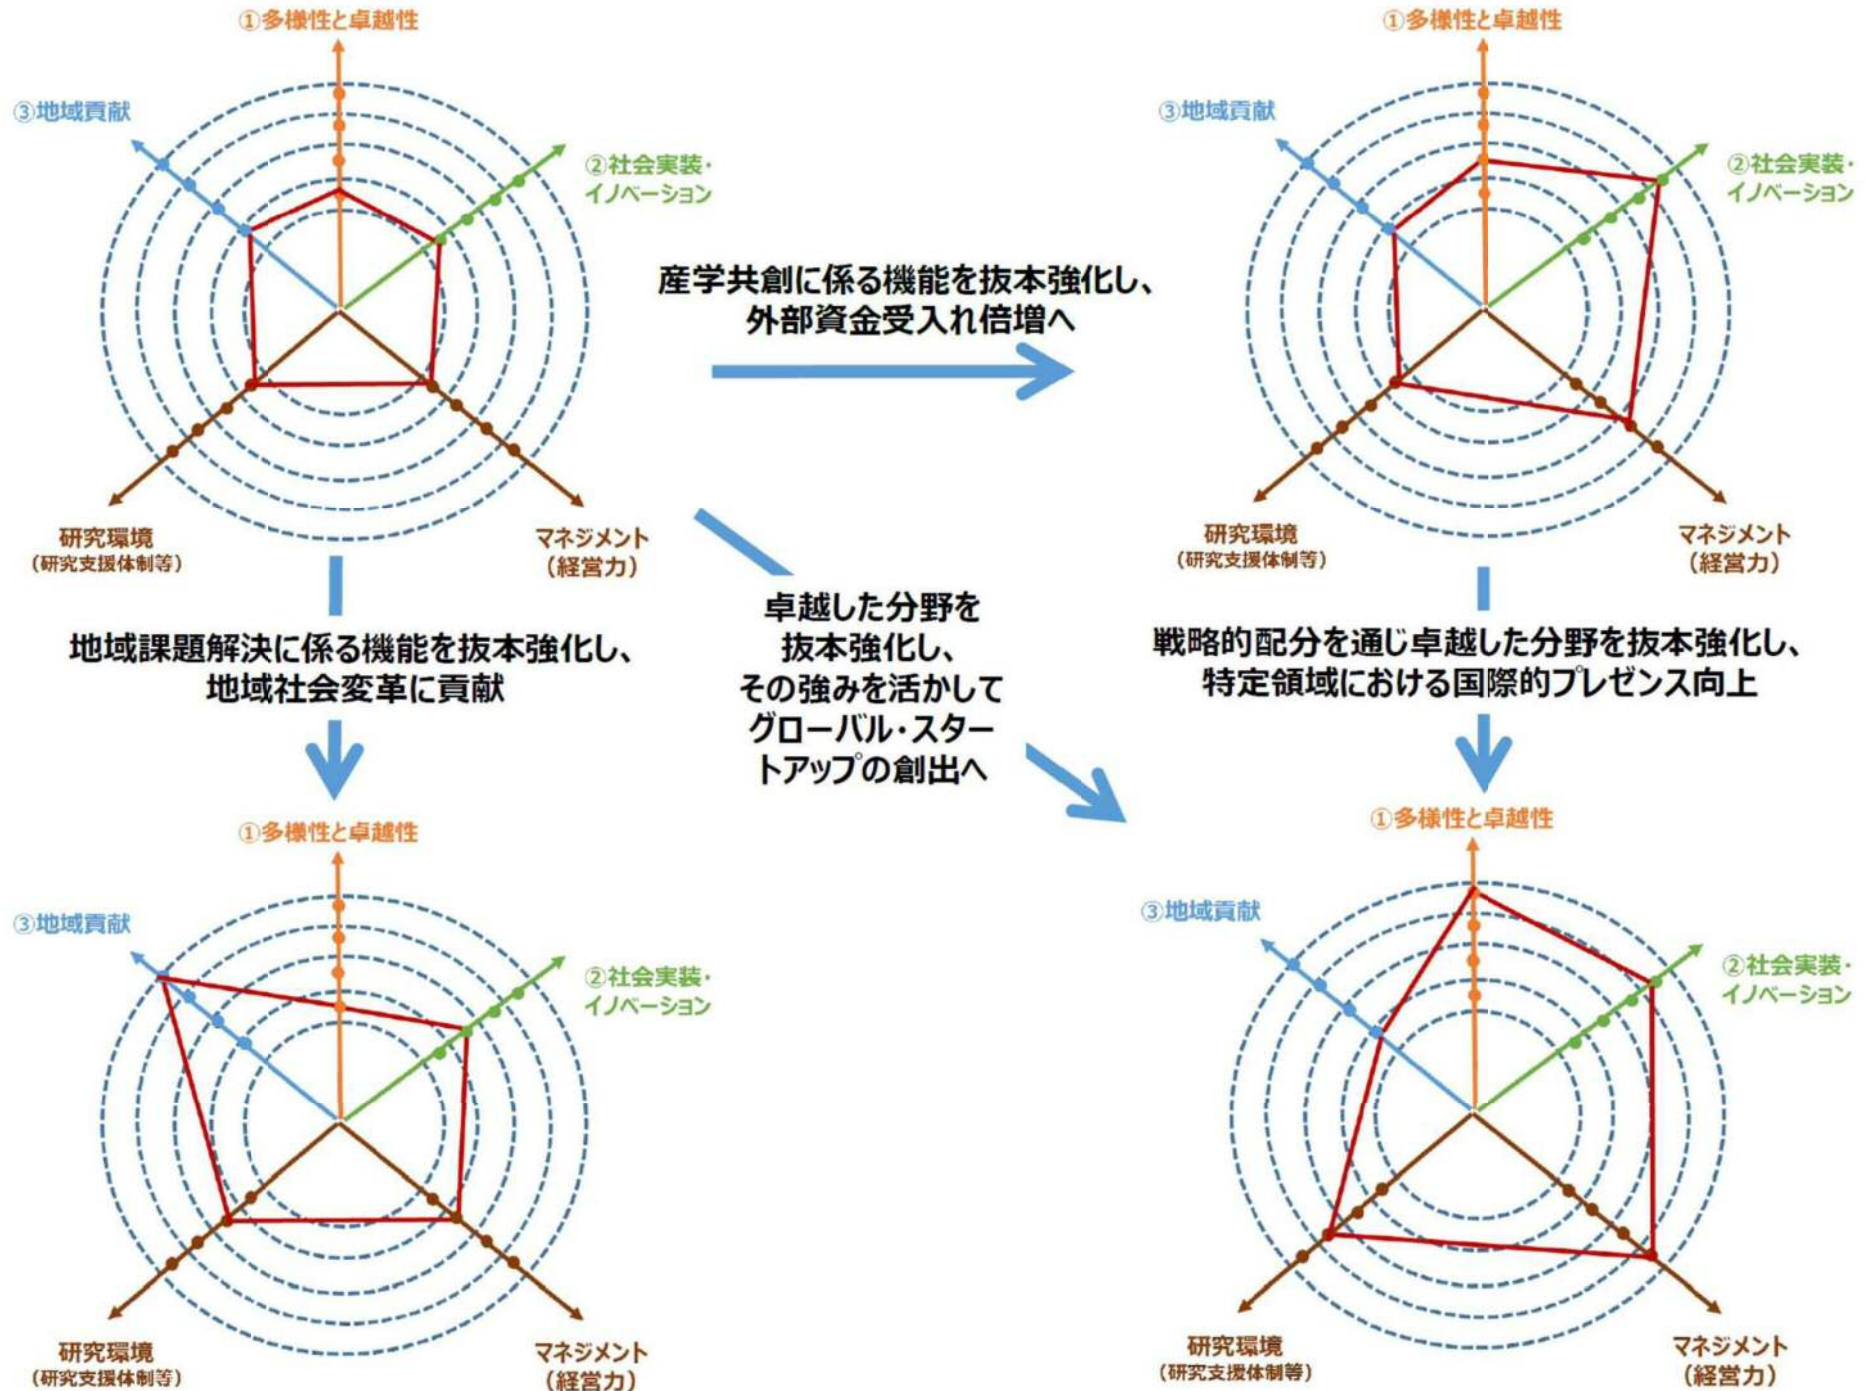 ①多様性と卓越性
③地域貢献
②社会実装・
イノベーション
研究環境
(研究支援体制等)
マネジメント
(経営力)
産学共創に係る機能を抜本強化し、
外部資金受入れ倍増へ
①多様性と卓越性
③地域貢献
②社会実装・
イノベーション
研究環境
(研究支援体制等)
マネジメント
(経営力)
地域課題解決に係る機能を抜本強化し、
地域社会変革に貢献
卓越した分野を
抜本強化し、
その強みを活かして
グローバル・スター
トアップの創出へ
戦略的配分を通じ卓越した分野を抜本強化し、
特定領域における国際的プレゼンス向上
①多様性と卓越性
③地域貢献
②社会実装・
イノベーション
研究環境
(研究支援体制等)
マネジメント
(経営力)
①多様性と卓越性
③地域貢献
②社会実装・
イノベーション
研究環境
(研究支援体制等)
マネジメント
(経営力)